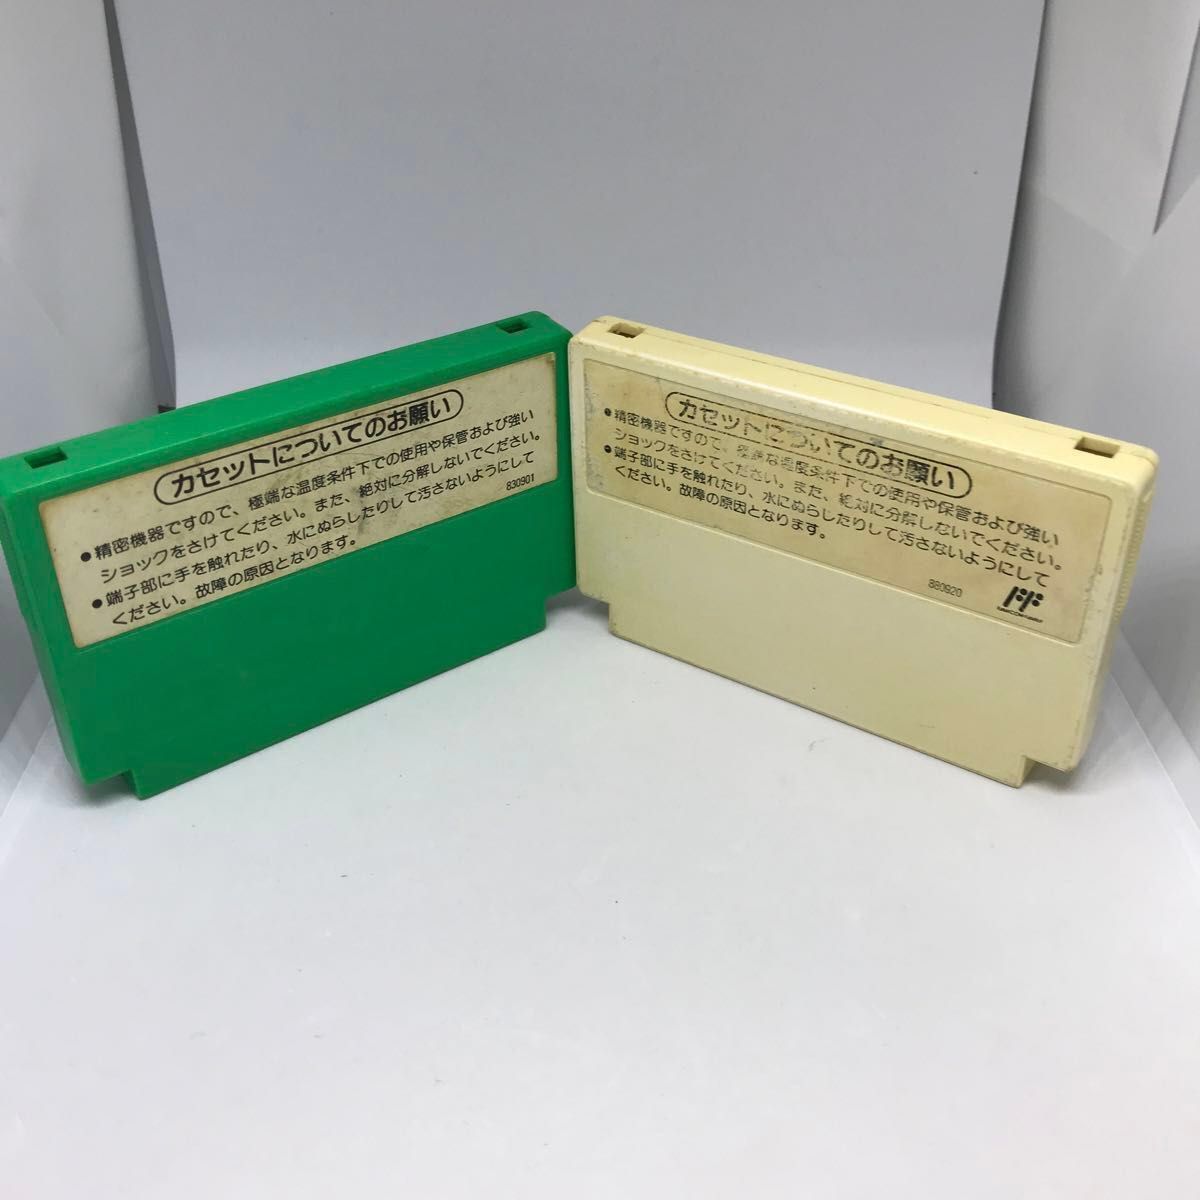 カセットについてのお願い
●精密機器ですので、極端な温度条件下での使用や保管および強い
ショックをさけてください。また、絶対に分解しないでください。
●端子部に手を触れたり、水にぬらしたりして汚さないようにして
ください。故障の原因となります。
830901
カセットについてのお願い
●精密機器ですので、極端な温度条件下での使用や保管および強い
ショックをさけてください。また、絶対に分解しないでください。
●端子部に手を触れたり、水にぬらしたりして汚さないようにして
ください。故障の原因となります。
880920
FF